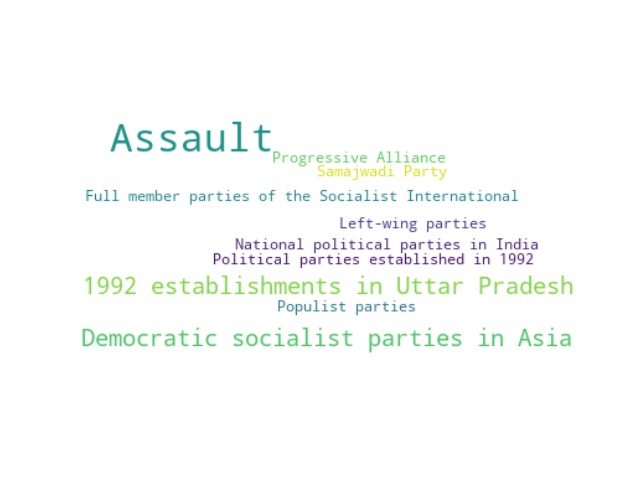 Assault
Progressive Alliance
Samajwadi Party
Full member parties of the Socialist International
Left-wing parties
National political parties in India
Political parties established in 1992
1992 establishments in Uttar Pradesh
Populist parties
Democratic socialist parties in Asia